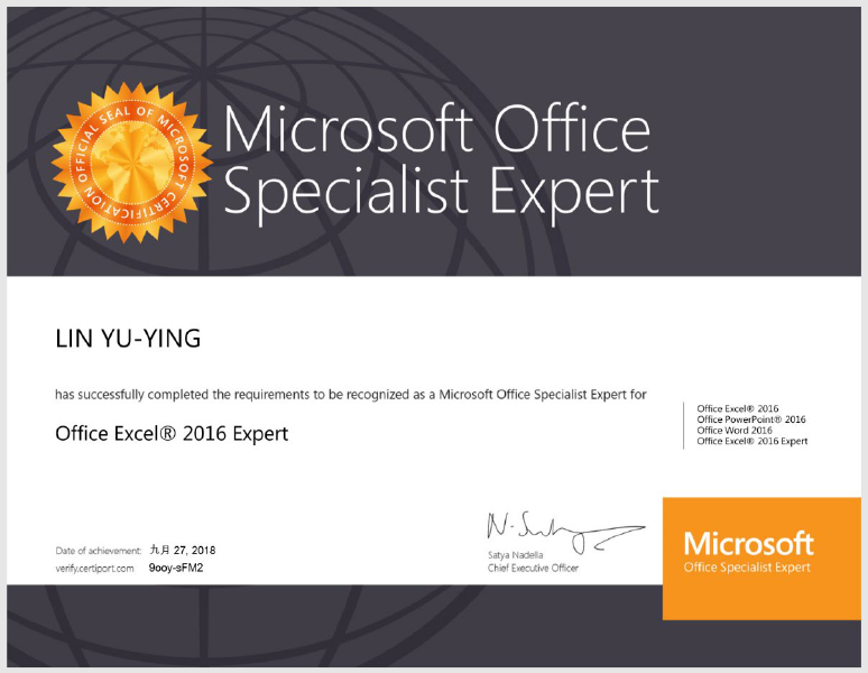 OFFICIAL SEAL OF MICROSOFT CERTIFICATION
Microsoft Office
Specialist Expert
LIN YU-YING
has successfully completed the requirements to be recognized as a Microsoft Office Specialist Expert for
Office Excel® 2016 Expert
Office Excel® 2016
Office PowerPoint® 2016
Office Word 2016
Office Excel® 2016 Expert
Date of achievement: 九月 27, 2018
verify.certiport.com 9ooy-sFM2
Satya Nadella
Chief Executive Officer
Microsoft
Office Specialist Expert